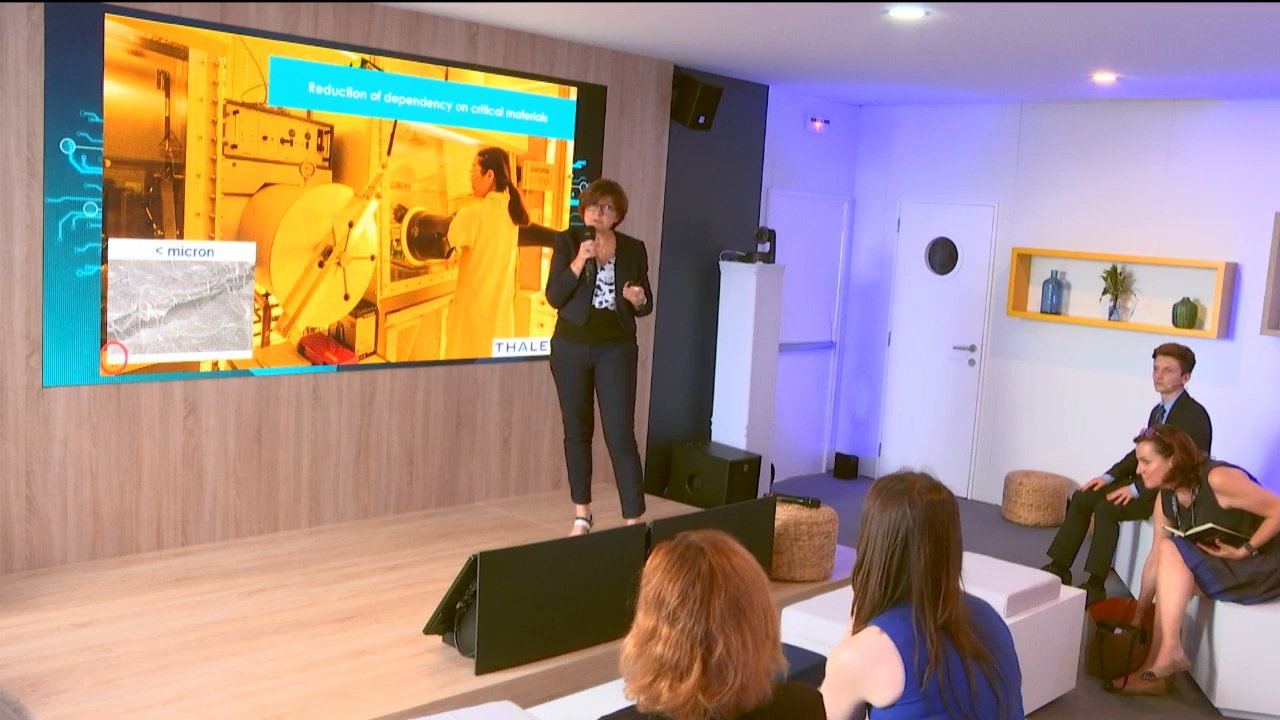 Reduction of dependency on critical materials
< micron
THALE